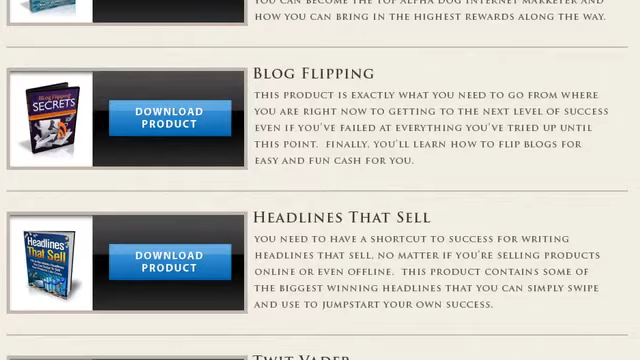 you can become the top alpha dog internet marketer and
how you can bring in the highest rewards along the way.
Blog Flipping
Blog Flipping
SECRETS
DOWNLOAD
PRODUCT
this product is exactly what you need to go from where
you are right now to getting to the next level of success
even if you've failed at everything you've tried up until
this point. finally, you'll learn how to flip blogs for
easy and fun cash for you.
Headlines That Sell
Headlines
That Sell
DOWNLOAD
PRODUCT
you need to have a shortcut to success for writing
headlines that sell, no matter if you're selling products
online or even offline. this product contains some of
the biggest winning headlines that you can simply swipe
and use to jumpstart your own success.
Twit Vader